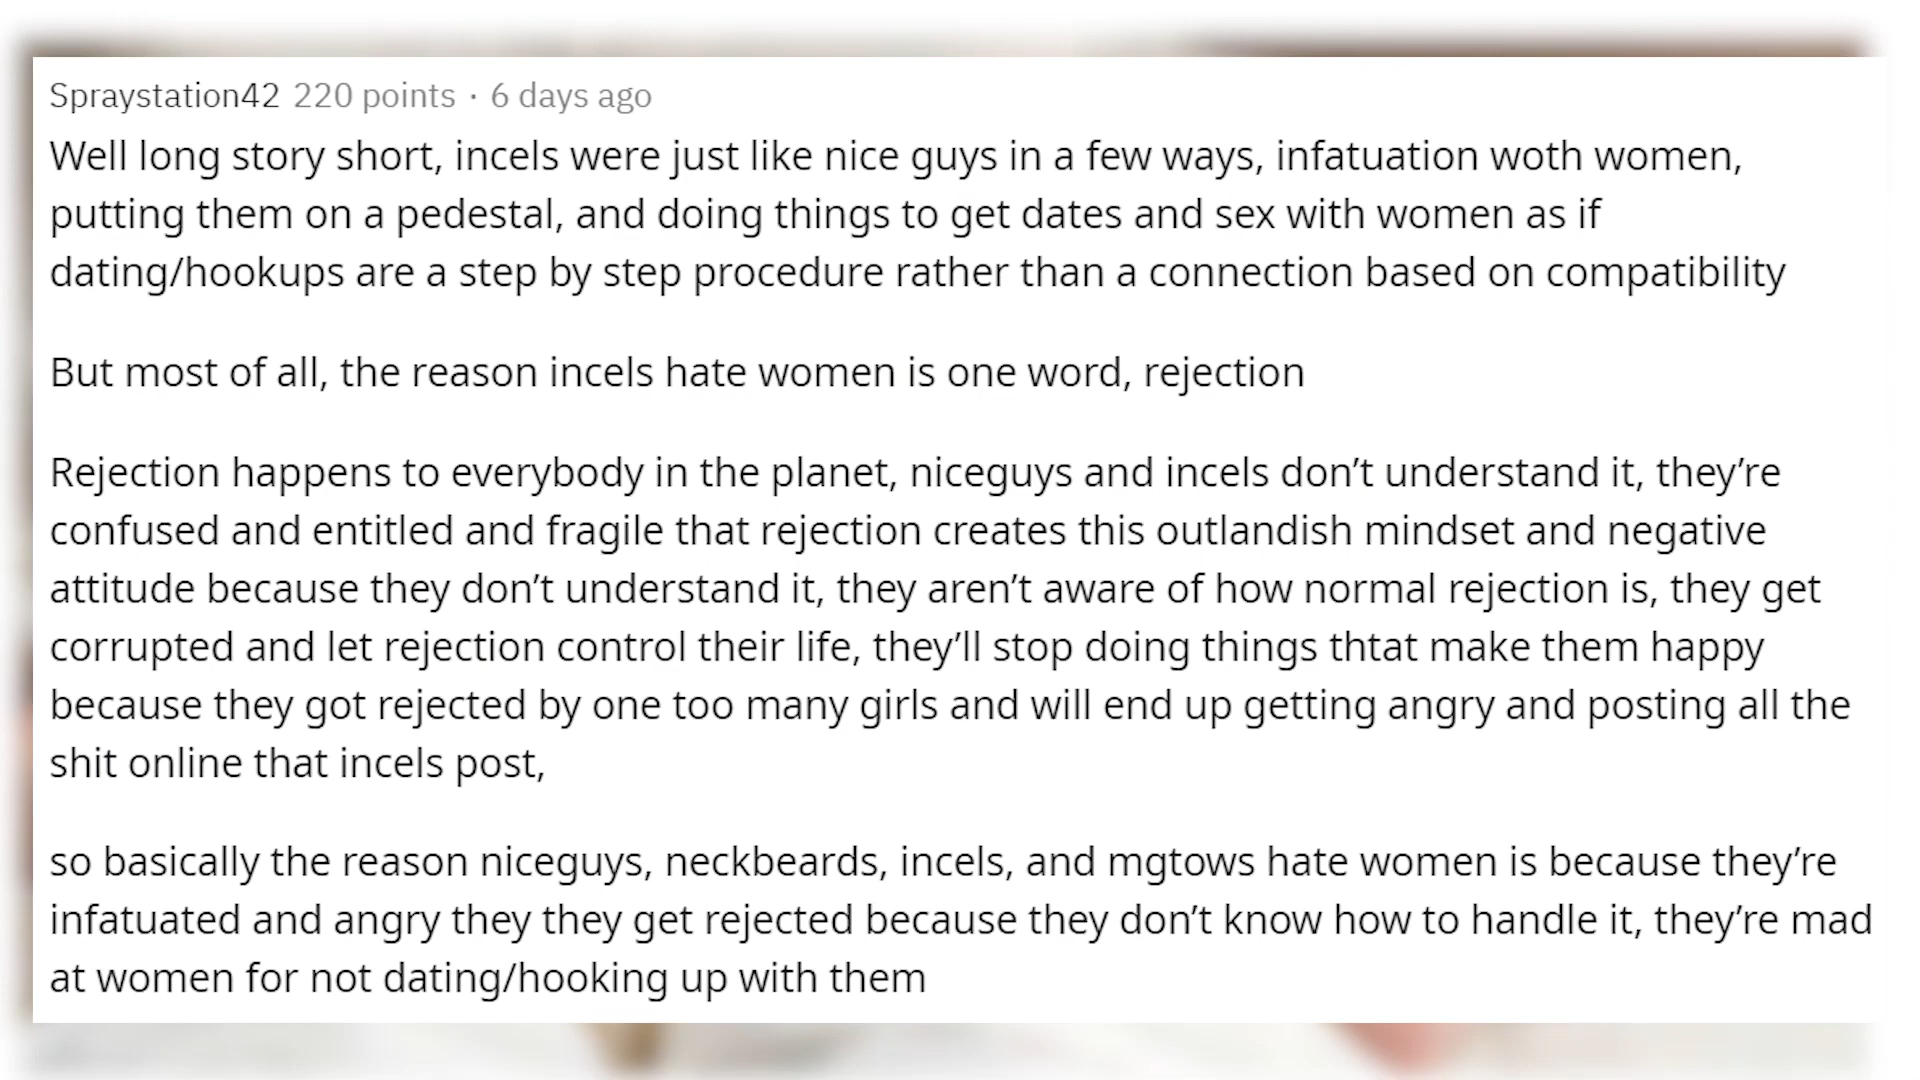 Spraystation42 220 points · 6 days ago
Well long story short, incels were just like nice guys in a few ways, infatuation woth women,
putting them on a pedestal, and doing things to get dates and sex with women as if
dating/hookups are a step by step procedure rather than a connection based on compatibility
But most of all, the reason incels hate women is one word, rejection
Rejection happens to everybody in the planet, niceguys and incels don’t understand it, they’re
confused and entitled and fragile that rejection creates this outlandish mindset and negative
attitude because they don’t understand it, they aren’t aware of how normal rejection is, they get
corrupted and let rejection control their life, they’ll stop doing things thtat make them happy
because they got rejected by one too many girls and will end up getting angry and posting all the
shit online that incels post,
so basically the reason niceguys, neckbeards, incels, and mgtows hate women is because they’re
infatuated and angry they they get rejected because they don’t know how to handle it, they’re mad
at women for not dating/hooking up with them